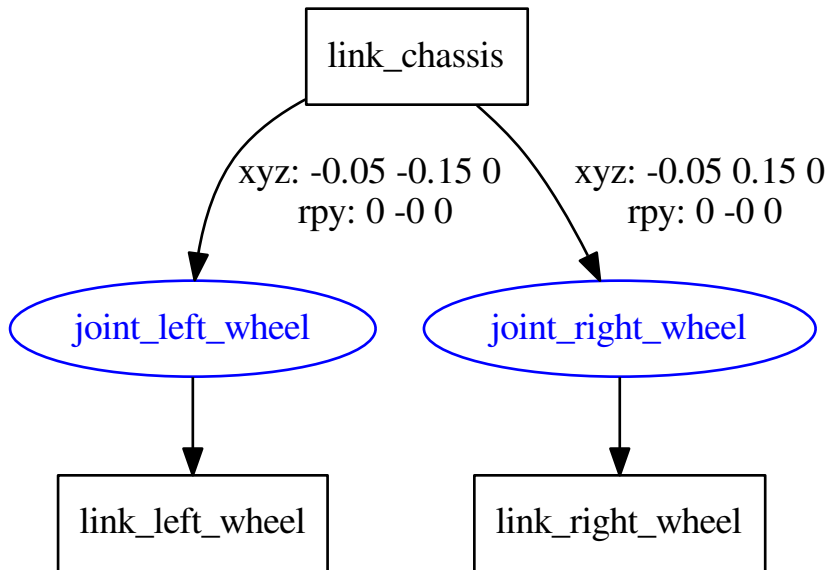 link_chassis
xyz: -0.05 -0.15 0
rpy: 0 -0 0
xyz: -0.05 0.15 0
rpy: 0 -0 0
joint_left_wheel
joint_right_wheel
link_left_wheel
link_right_wheel